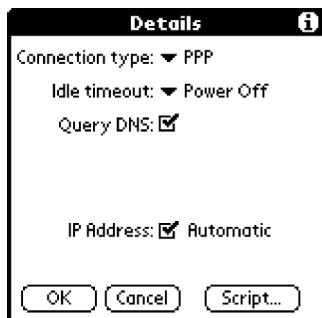 Details
Connection type: PPP
Idle timeout: Power Off
Query DNS:
IP Address: Automatic
OK Cancel Script...